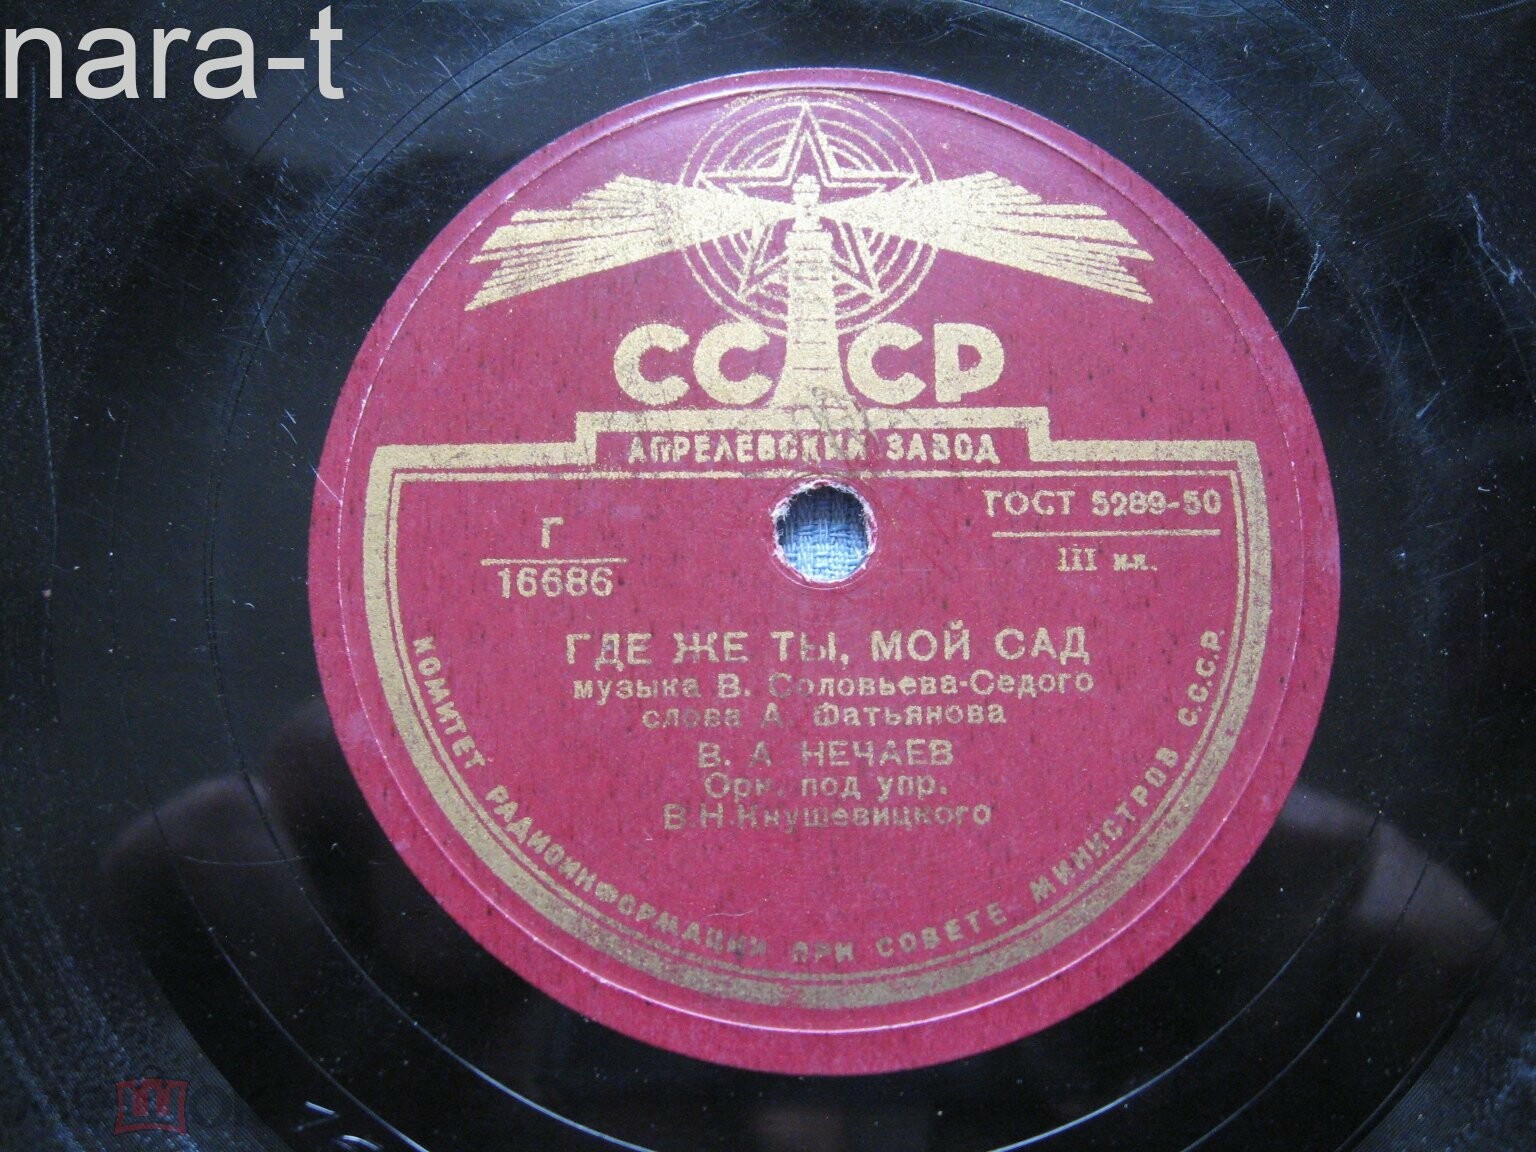 nara-t
СССР
АПРЕЛЕВСКИЙ ЗАВОД
ГОСТ 5289-50
Г
III
16686
ГДЕ ЖЕ ТЫ, МОЙ САД
музыка В. Соловьева-Седого
слова А. Фатьянова
В. А. НЕЧАЕВ
Орк. под упр.
В.Н.Кнушевицкого
КОМИТЕТ РАДИОИНФОРМАЦИИ ПРИ СОВЕТЕ МИНИСТРОВ С.С.С.Р.